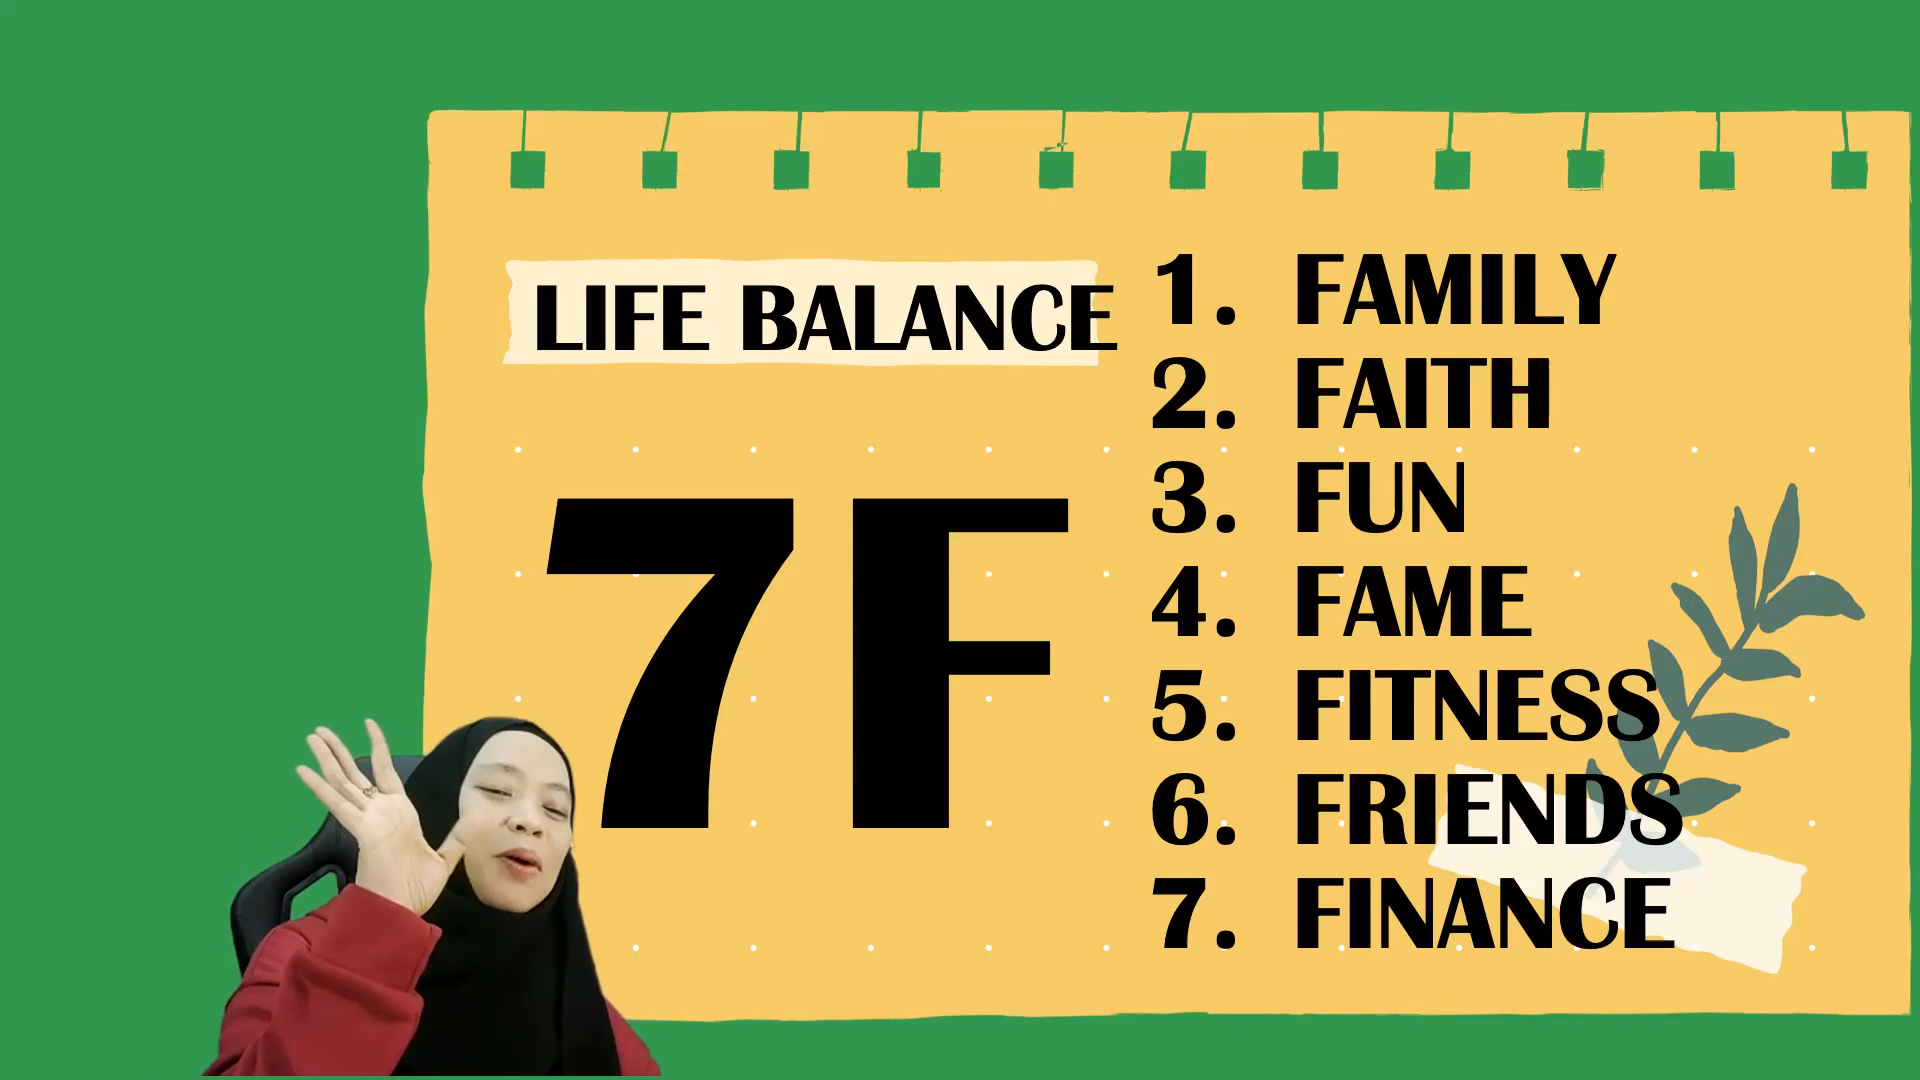 LIFE BALANCE
7F
1. FAMILY
2. FAITH
3. FUN
4. FAME
5. FITNESS
6. FRIENDS
7. FINANCE